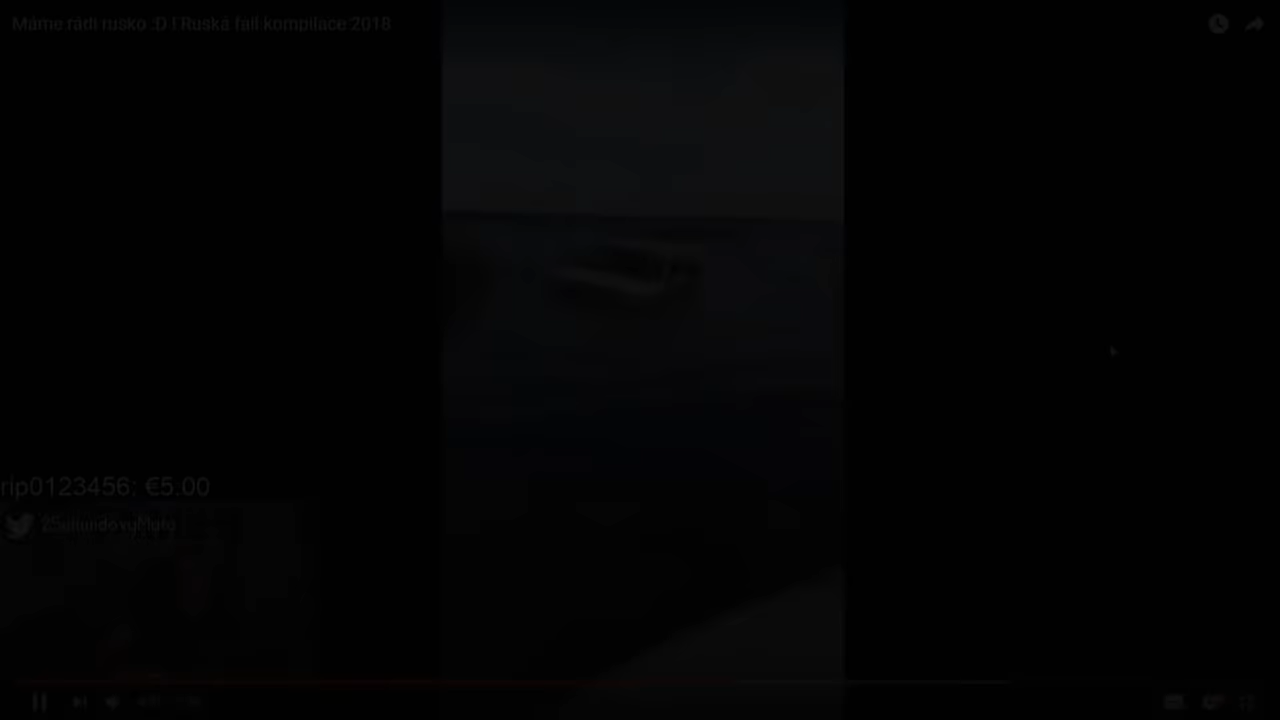 Máme rádi rusko :D ! Ruská fail kompilace 2018
rip0123456: €5.00